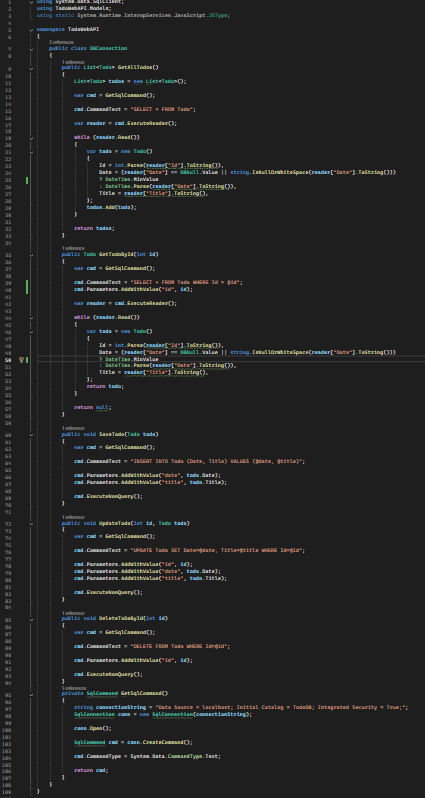 using System.Data.SqlClient;
using TodoWebAPI.Models;
using static System.Runtime.InteropServices.JavaScript.JSType;
namespace TodoWebAPI
{
5 references
public class DBConnection
{
1 reference
public List<Todo> GetAllTodos()
{
List<Todo> todos = new List<Todo>();
var cmd = GetSqlCommand();
cmd.CommandText = "SELECT * FROM Todo";
var reader = cmd.ExecuteReader();
while (reader.Read())
{
var todo = new Todo()
{
Id = int.Parse(reader["Id"].ToString()),
Date = (reader["Date"] == DBNull.Value || string.IsNullOrWhiteSpace(reader["Date"].ToString()))
? DateTime.MinValue
: DateTime.Parse(reader["Date"].ToString()),
Title = reader["Title"].ToString(),
};
todos.Add(todo);
}
return todos;
}
1 reference
public Todo GetTodoById(int id)
{
var cmd = GetSqlCommand();
cmd.CommandText = "SELECT * FROM Todo WHERE Id = @id";
cmd.Parameters.AddWithValue("id", id);
var reader = cmd.ExecuteReader();
while (reader.Read())
{
var todo = new Todo()
{
Id = int.Parse(reader["Id"].ToString()),
Date = (reader["Date"] == DBNull.Value || string.IsNullOrWhiteSpace(reader["Date"].ToString()))
? DateTime.MinValue
: DateTime.Parse(reader["Date"].ToString()),
Title = reader["Title"].ToString(),
};
return todo;
}
return null;
}
1 reference
public void SaveTodo(Todo todo)
{
var cmd = GetSqlCommand();
cmd.CommandText = "INSERT INTO Todo (Date, Title) VALUES (@date, @title)";
cmd.Parameters.AddWithValue("date", todo.Date);
cmd.Parameters.AddWithValue("title", todo.Title);
cmd.ExecuteNonQuery();
}
1 reference
public void UpdateTodo(int id, Todo todo)
{
var cmd = GetSqlCommand();
cmd.CommandText = "UPDATE Todo SET Date=@date, Title=@title WHERE Id=@id";
cmd.Parameters.AddWithValue("id", id);
cmd.Parameters.AddWithValue("date", todo.Date);
cmd.Parameters.AddWithValue("title", todo.Title);
cmd.ExecuteNonQuery();
}
1 reference
public void DeleteToDoById(int id)
{
var cmd = GetSqlCommand();
cmd.CommandText = "DELETE FROM Todo WHERE Id=@id";
cmd.Parameters.AddWithValue("id", id);
cmd.ExecuteNonQuery();
}
5 references
private SqlCommand GetSqlCommand()
{
string connectionString = "Data Source = localhost; Initial Catalog = TodoDB; Integrated Security = True;";
SqlConnection conn = new SqlConnection(connectionString);
conn.Open();
SqlCommand cmd = conn.CreateCommand();
cmd.CommandType = System.Data.CommandType.Text;
return cmd;
}
}
}